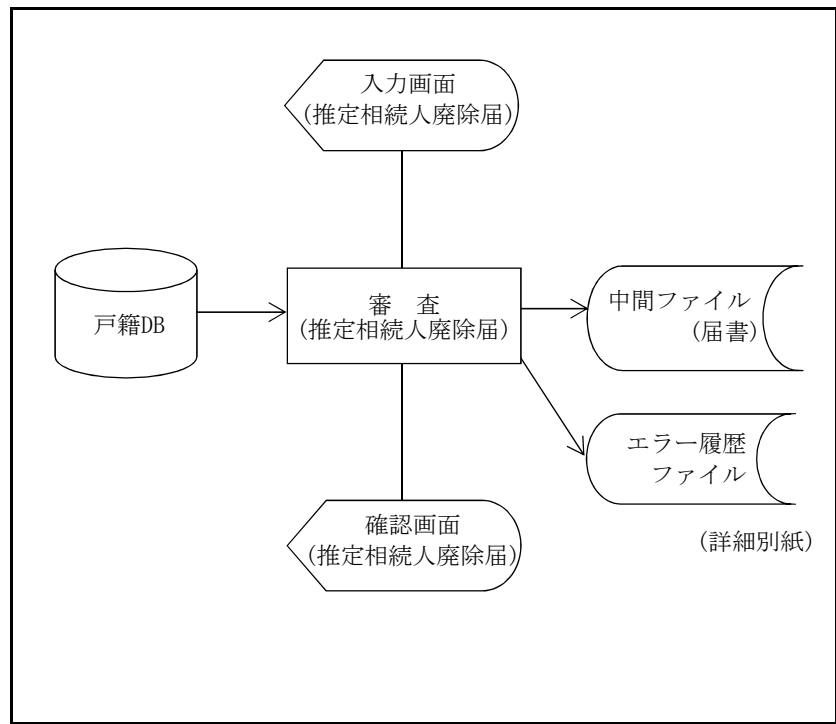 入力画面
(推定相続人廃除届)
戸籍DB
審　査
(推定相続人廃除届)
中間ファイル
(届書)
エラー履歴
ファイル
確認画面
(推定相続人廃除届)
(詳細別紙)